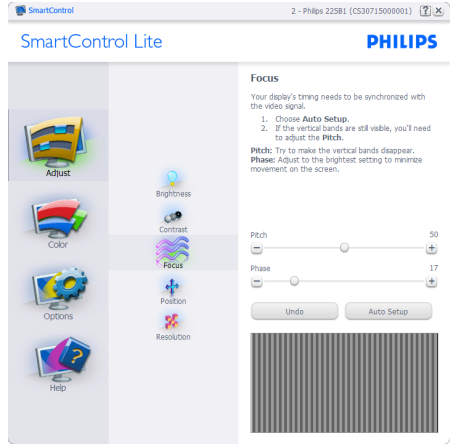 SmartControl
2 - Philips 225B1 (CS30715000001)
?
SmartControl Lite
PHILIPS
Adjust
Color
Options
Help
Brightness
Contrast
Focus
Position
Resolution
Focus
Your display's timing need to be synchronized with
the video signal.
1. Choose Auto Setup.
2. If the vertical bands are still visible, you'll need
to adjust the Pitch.
Pitch: Try to make the vertical bands disappear.
Phase: Adjust to the brightest setting to minimize
movement on the screen.
Pitch 50
Phase 17
Undo
Auto Setup